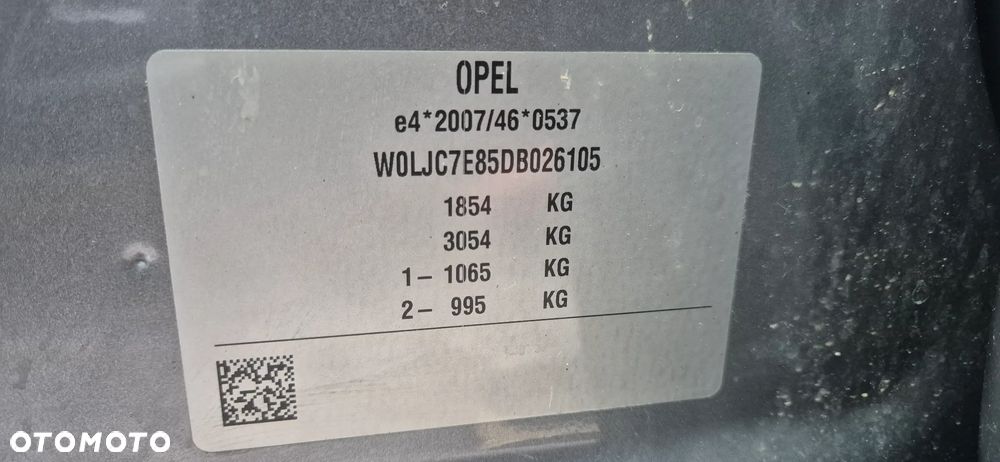 OPEL
e4*2007/46*0537
W0LJC7E85DB026105
1854 KG
3054 KG
1– 1065 KG
2– 995 KG
OTOMOTO